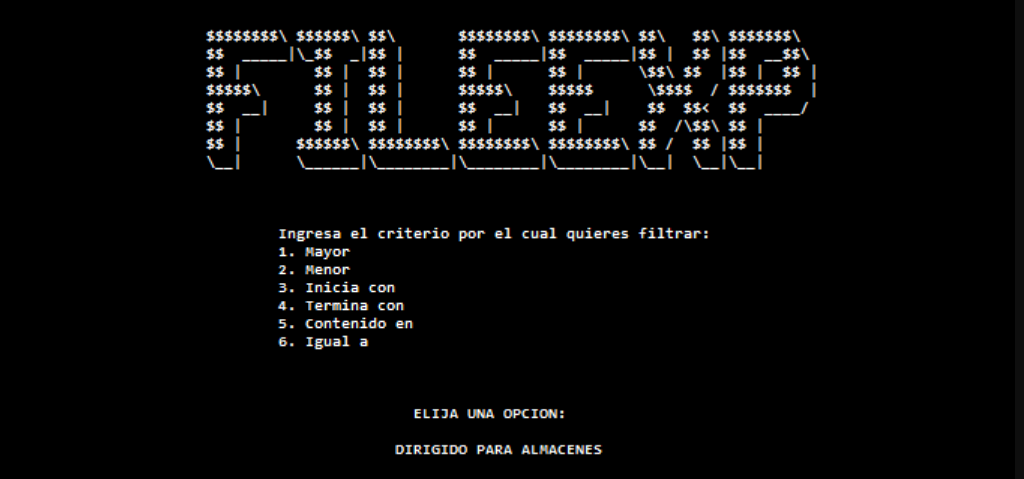 FILEEXP
Ingresa el criterio por el cual quieres filtrar:
1. Mayor
2. Menor
3. Inicia con
4. Termina con
5. Contenido en
6. Igual a
ELIJA UNA OPCION:
DIRIGIDO PARA ALMACENES